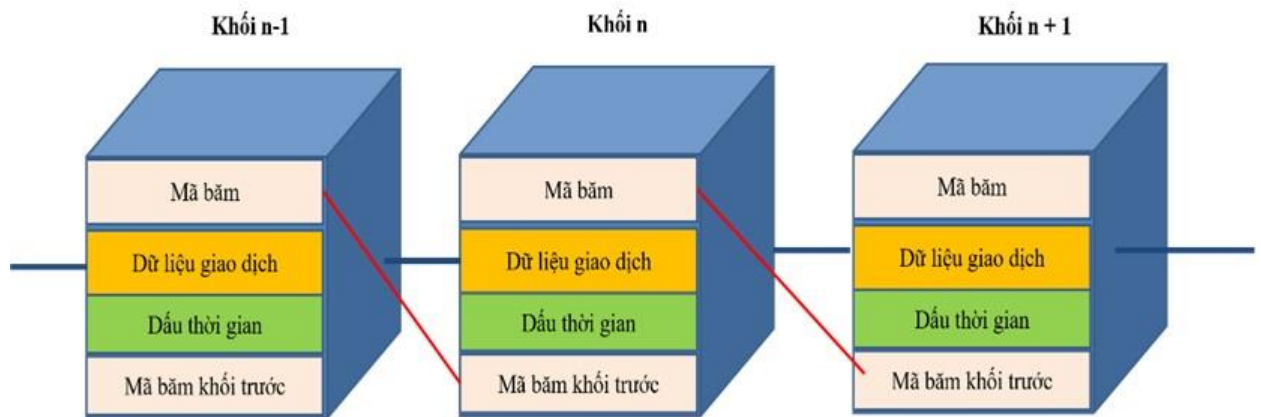 Khối n-1
Khối n
Khối n + 1
Mã băm
Dữ liệu giao dịch
Dấu thời gian
Mã băm khối trước
Mã băm
Dữ liệu giao dịch
Dấu thời gian
Mã băm khối trước
Mã băm
Dữ liệu giao dịch
Dấu thời gian
Mã băm khối trước